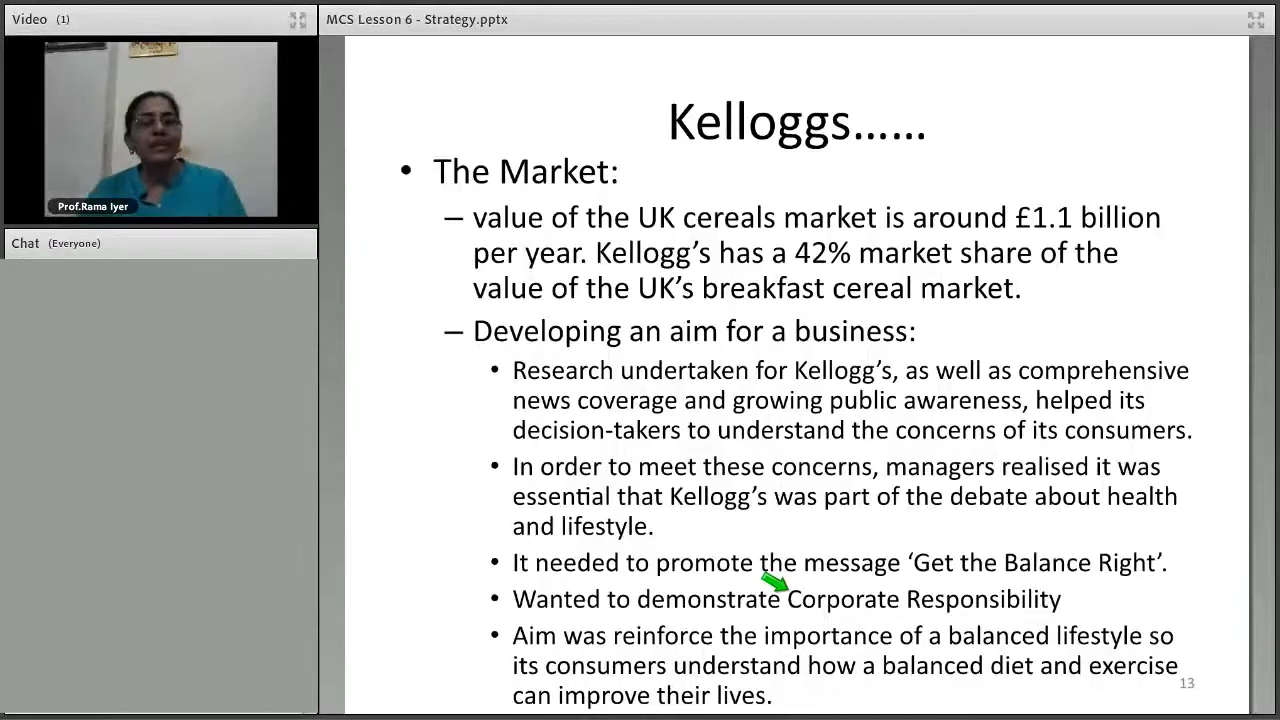 Video (1)
MCS Lesson 6 - Strategy.pptx
Prof.Rama Iyer
Chat (Everyone)
Kelloggs……
• The Market:
– value of the UK cereals market is around £1.1 billion
per year. Kellogg’s has a 42% market share of the
value of the UK’s breakfast cereal market.
– Developing an aim for a business:
• Research undertaken for Kellogg’s, as well as comprehensive
news coverage and growing public awareness, helped its
decision-takers to understand the concerns of its consumers.
• In order to meet these concerns, managers realised it was
essential that Kellogg’s was part of the debate about health
and lifestyle.
• It needed to promote the message ‘Get the Balance Right’.
• Wanted to demonstrate Corporate Responsibility
• Aim was reinforce the importance of a balanced lifestyle so
its consumers understand how a balanced diet and exercise
can improve their lives.
13